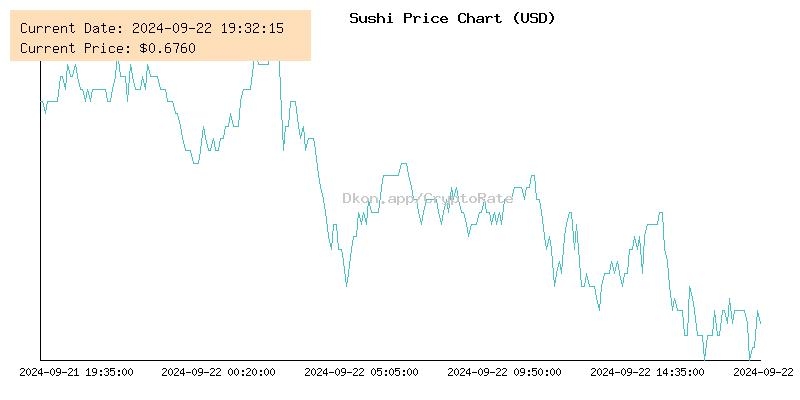 Sushi Price Chart (USD)
Current Date: 2024-09-22 19:32:15
Current Price: $0.6760
Dkon.app/CryptoRate
2024-09-21 19:35:00 2024-09-22 00:20:00 2024-09-22 05:05:00 2024-09-22 09:50:00 2024-09-22 14:35:00 2024-09-22